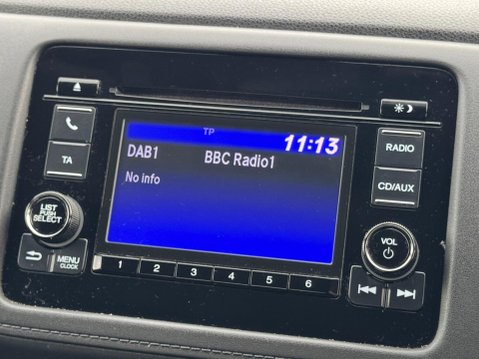 TP
11:13
DAB1 BBC Radio1
No info
TA
RADIO
CD/AUX
LIST
PUSH
SELECT
VOL
MENU
CLOCK
1 2 3 4 5 6